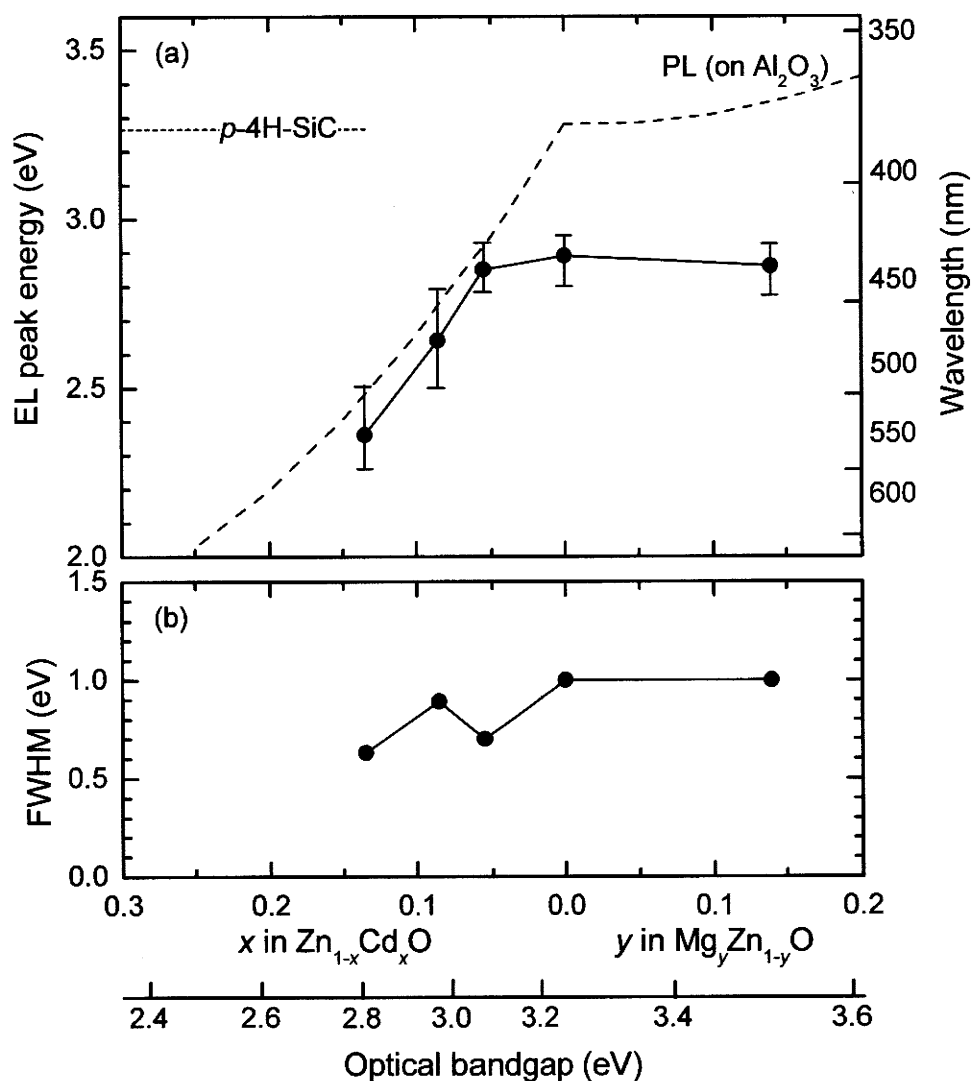 (a)
PL (on Al₂O₃)
p-4H-SiC
EL peak energy (eV)
3.5
3.0
2.5
2.0
Wavelength (nm)
350
400
450
500
550
600
(b)
FWHM (eV)
1.5
1.0
0.5
0.0
0.3 0.2 0.1 0.0 0.1 0.2
x in Zn₁₋ₓCdₓO y in MgᵧZn₁₋ᵧO
2.4 2.6 2.8 3.0 3.2 3.4 3.6
Optical bandgap (eV)